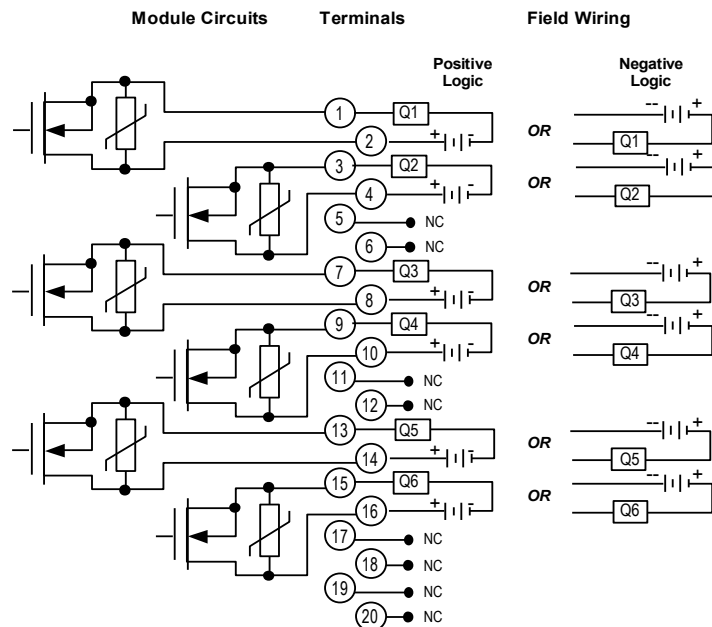 Module Circuits Terminals Field Wiring
Positive Logic Negative Logic
1 Q1 -- +
2 + - OR Q1
3 Q2 -- +
4 + - OR Q2
5 NC
6 NC
7 Q3 -- +
8 + - OR Q3
9 Q4 -- +
10 + - OR Q4
11 NC
12 NC
13 Q5 -- +
14 + - OR Q5
15 Q6 -- +
16 + - OR Q6
17 NC
18 NC
19 NC
20 NC